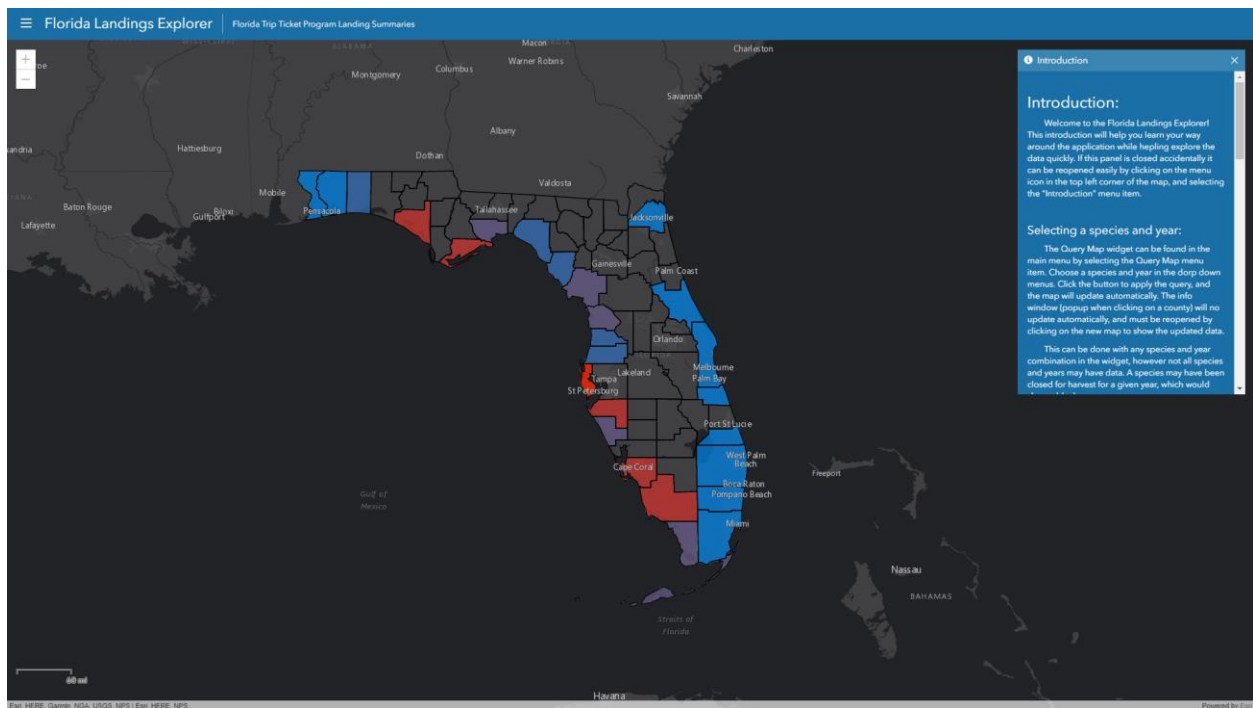 Florida Landings Explorer
Florida Trip Ticket Program Landing Summaries
Introduction
Introduction:
Welcome to the Florida Landings Explorer!
This introduction will help you learn your way
around the application while hepling explore the
data quickly. If this panel is closed accidentally it
can be reopened easily by clicking on the menu
icon in the top left corner of the map, and selecting
the "Introduction" menu item.
Selecting a species and year:
The Query Map widget can be found in the
main menu by selecting the Query Map menu
item. Choose a species and year in the dorp down
menus. Click the button to apply the query, and
the map will update automatically. The info
window (popup when clicking on a county) will no
update automatically, and must be reopened by
clicking on the new map to show the updated data.
This can be done with any species and year
combination in the widget, however not all species
and years may have data. A species may have been
closed for harvest for a given year, which would
+
−
MISSISSIPPI
ALABAMA
Macon
Charleston
Warner Robins
Columbus
Montgomery
Savannah
Albany
Hattiesburg
Dothan
Valdosta
Mobile
Baton Rouge
Biloxi
Gulfport
Pensacola
Tallahassee
Jacksonville
Lafayette
Gainesville
Palm Coast
Orlando
FLORIDA
Melbourne
Lakeland
Tampa
Palm Bay
St Petersburg
Port St Lucie
West Palm
Beach
Cape Coral
Freeport
Boca Raton
Pompano Beach
Gulf of
Mexico
Miami
Nassau
BAHAMAS
Straits of
Florida
60 mi
Havana
Esri, HERE, Garmin, NGA, USGS, NPS | Esri, HERE, NPS
Powered by Esri